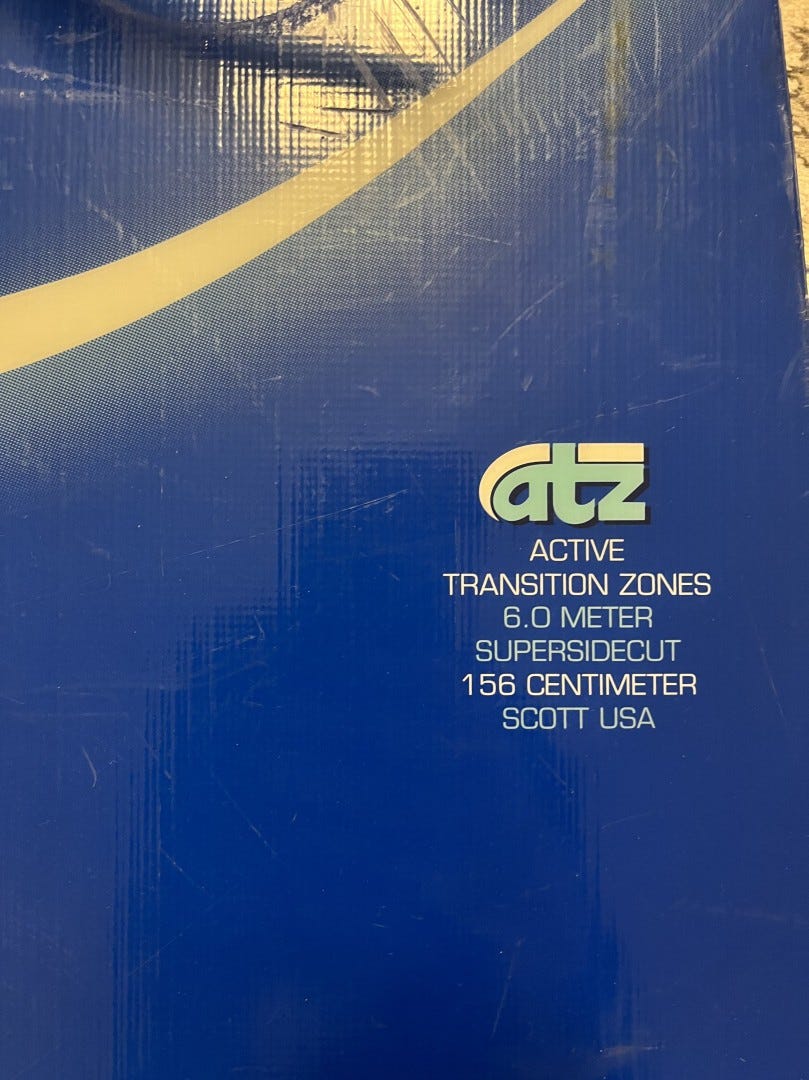 atz
ACTIVE
TRANSITION ZONES
6.0 METER
SUPERSIDECUT
156 CENTIMETER
SCOTT USA